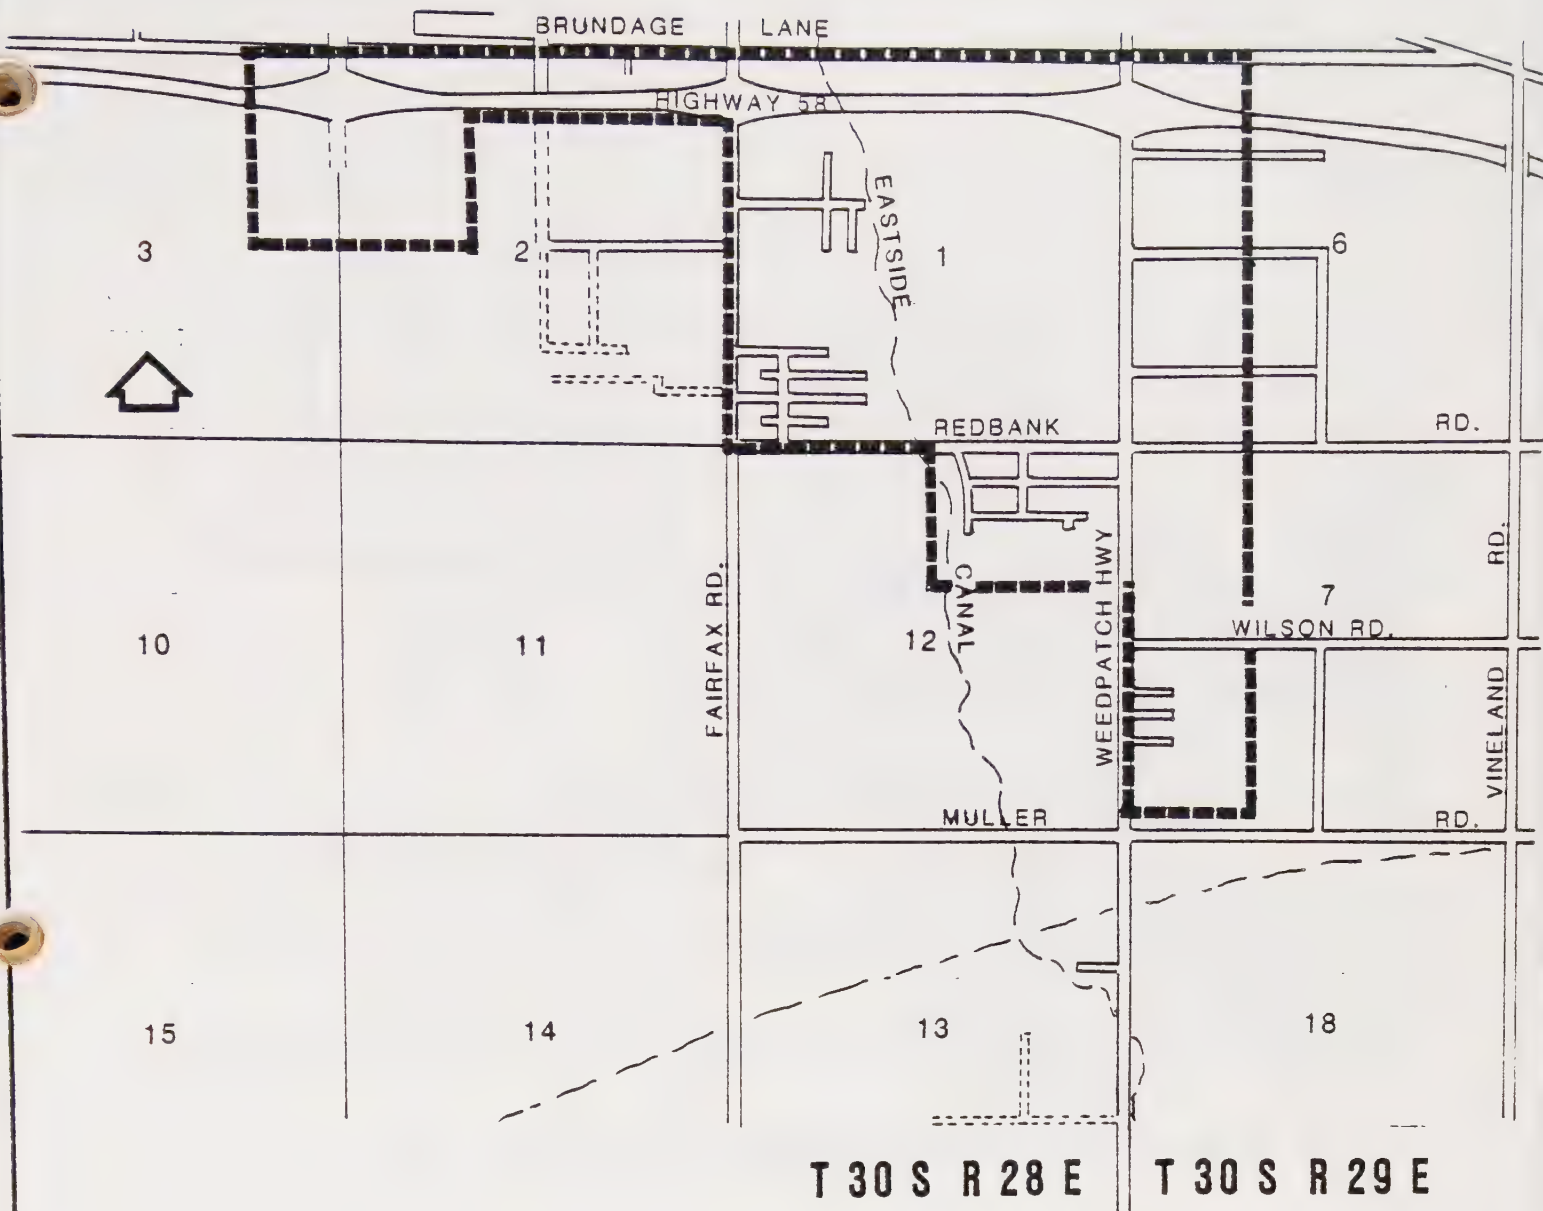 BRUNDAGE LANE
HIGHWAY 58
EASTSIDE
3
2
1
6
REDBANK RD.
FAIRFAX RD.
CANAL
WEEDPATCH HWY
RD.
10
11
12
7
WILSON RD.
VINELAND
MULLER RD.
15
14
13
18
T 30 S R 28 E
T 30 S R 29 E